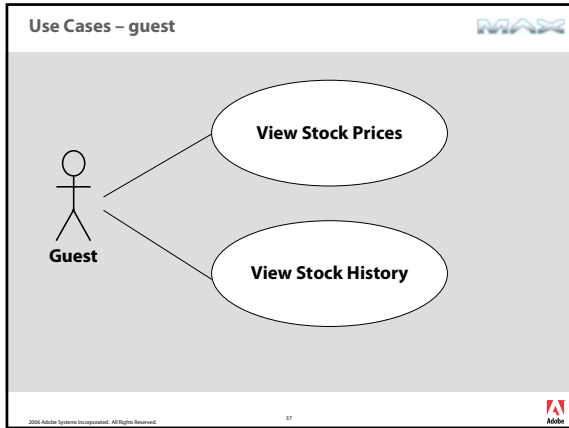 Use Cases – guest
MAX
View Stock Prices
Guest
View Stock History
2006 Adobe Systems Incorporated. All Rights Reserved.
37
Adobe